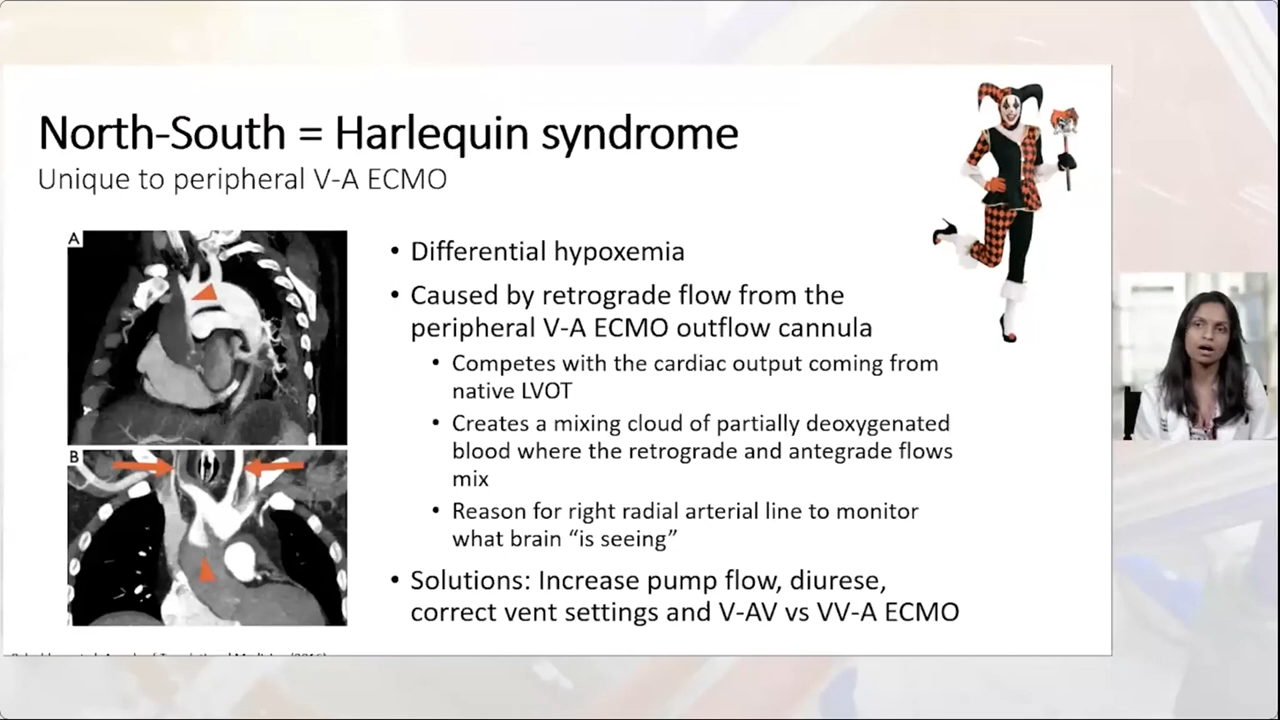 North-South = Harlequin syndrome
Unique to peripheral V-A ECMO
A
B
• Differential hypoxemia
• Caused by retrograde flow from the
peripheral V-A ECMO outflow cannula
• Competes with the cardiac output coming from
native LVOT
• Creates a mixing cloud of partially deoxygenated
blood where the retrograde and antegrade flows
mix
• Reason for right radial arterial line to monitor
what brain “is seeing”
• Solutions: Increase pump flow, diurese,
correct vent settings and V-AV vs VV-A ECMO